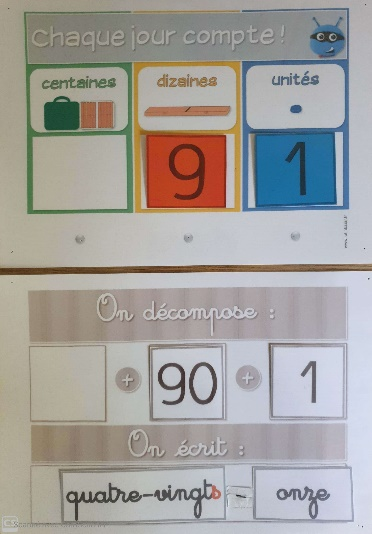 Chaque jour compte !
centaines dizaines unités
9 1
On décompose :
+ 90 + 1
On écrit :
quatre-vingts - onze